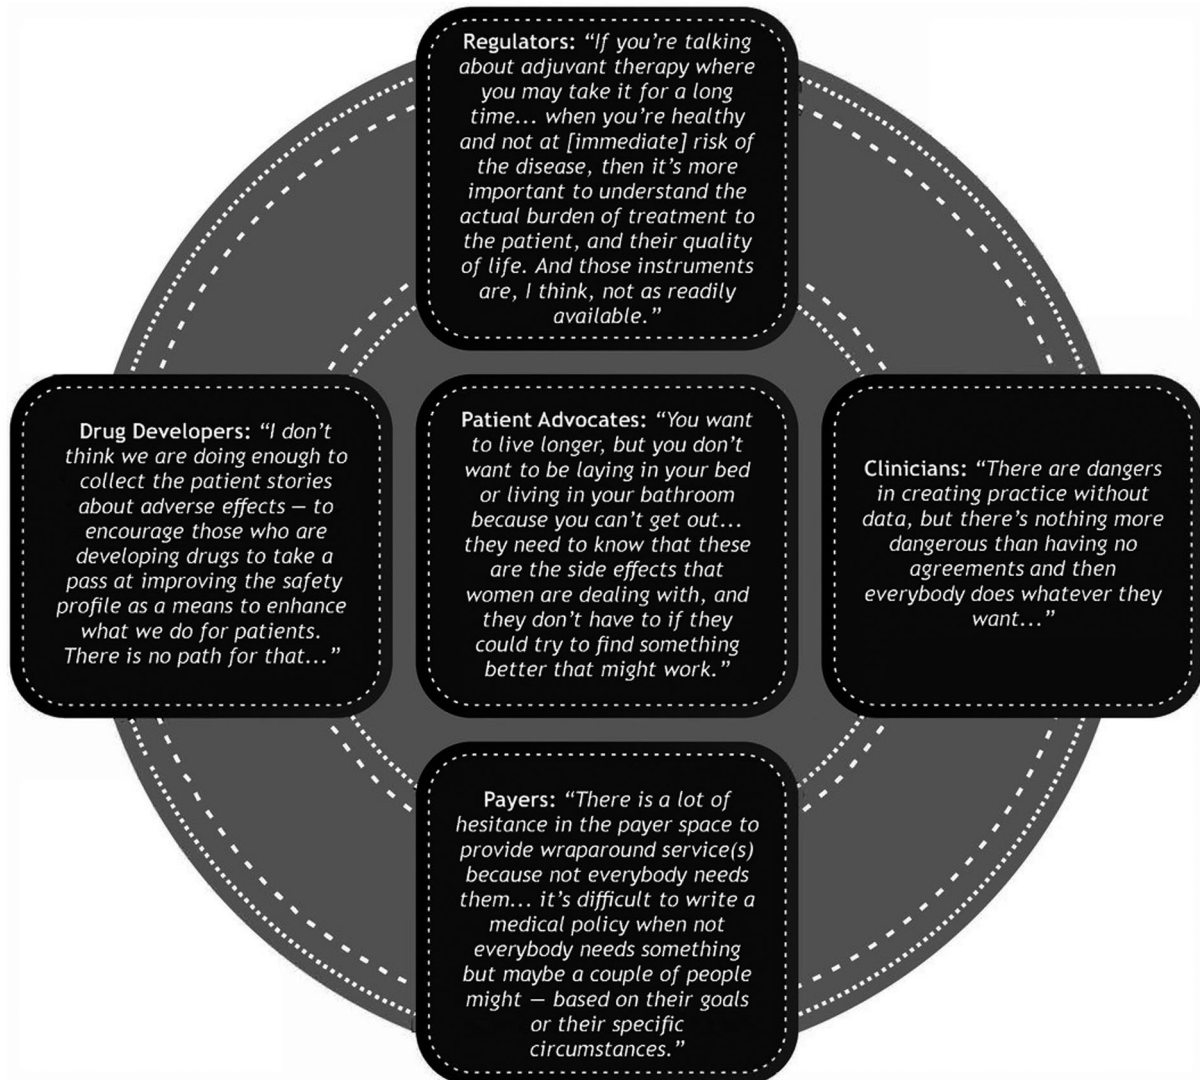 Regulators: “If you’re talking
about adjuvant therapy where
you may take it for a long
time... when you’re healthy
and not at [immediate] risk of
the disease, then it’s more
important to understand the
actual burden of treatment to
the patient, and their quality
of life. And those instruments
are, I think, not as readily
available.”
Drug Developers: “I don’t
think we are doing enough to
collect the patient stories
about adverse effects — to
encourage those who are
developing drugs to take a
pass at improving the safety
profile as a means to enhance
what we do for patients.
There is no path for that...”
Patient Advocates: “You want
to live longer, but you don’t
want to be laying in your bed
or living in your bathroom
because you can’t get out...
they need to know that these
are the side effects that
women are dealing with, and
they don’t have to if they
could try to find something
better that might work.”
Clinicians: “There are dangers
in creating practice without
data, but there’s nothing more
dangerous than having no
agreements and then
everybody does whatever they
want...”
Payers: “There is a lot of
hesitance in the payer space to
provide wraparound service(s)
because not everybody needs
them... it’s difficult to write a
medical policy when not
everybody needs something
but maybe a couple of people
might — based on their goals
or their specific
circumstances.”